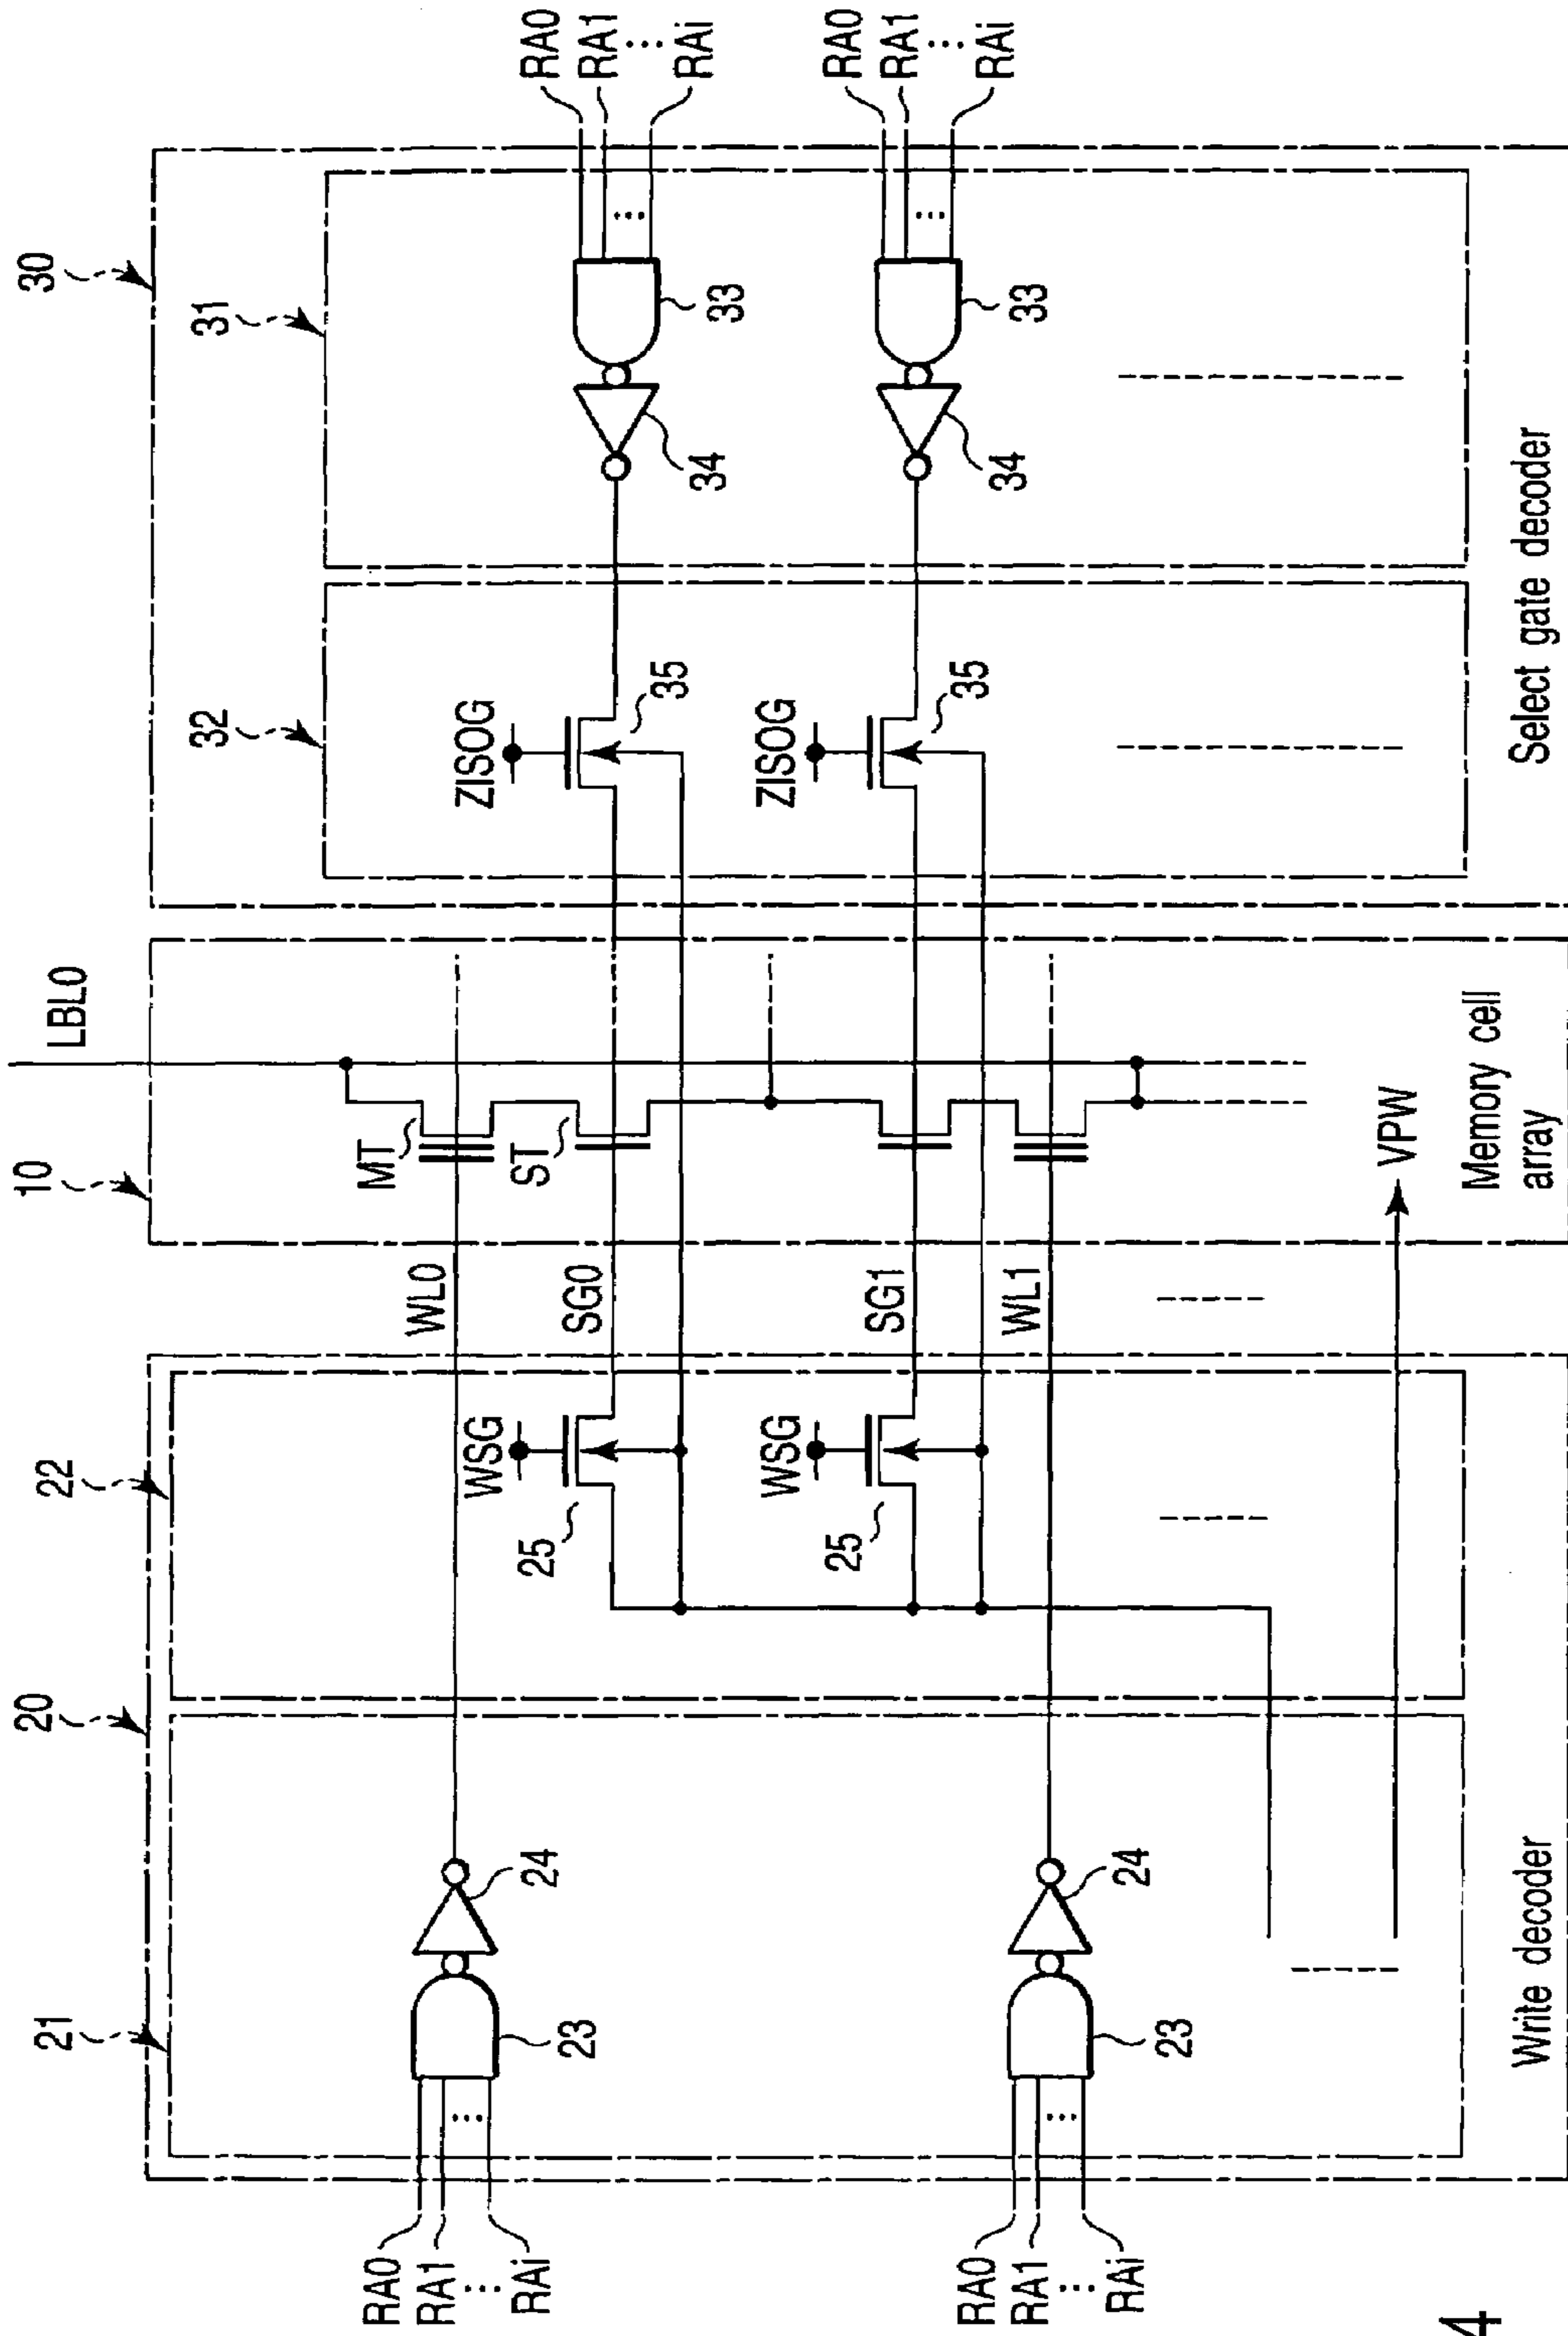 20
21
22
10
LBL0
30
32
31
RA0
RA1
RAi
23
24
WL0
MT
WSG
25
SG0
ST
ZISOG
35
34
33
RA0
RA1
RAi
WSG
25
SG1
ZISOG
35
34
33
RA0
RA1
RAi
RA0
RA1
RAi
23
24
WL1
VPW
Write decoder
Memory cell
array
Select gate decoder
4